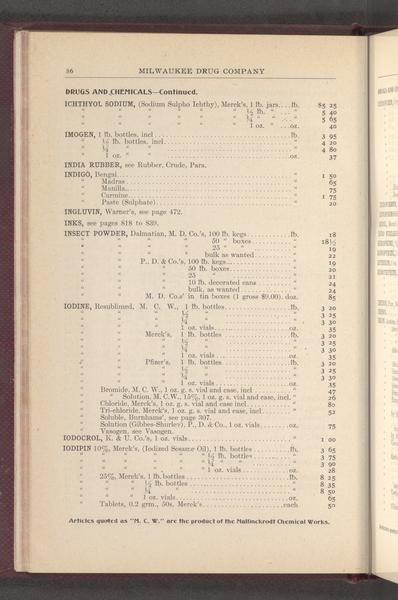 86 MILWAUKEE DRUG COMPANY
DRUGS AND CHEMICALS—Continued.
ICHTHYOL SODIUM, (Sodium Sulpho Ichthy), Merck's, 1 lb. jars....lb. $5 25
" " " " " ½ lb. " .... " 5 40
" " " " " ¼ " " .... " 5 65
" " " " " 1 oz. " ....oz. 40
IMOGEN, 1 lb. bottles, incl. lb. 3 95
" ½ lb. bottles, incl. " 4 20
" ¼ " " " 4 80
" 1 oz. " " oz. 37
INDIA RUBBER, see Rubber, Crude, Para.
INDIGO, Bengal " 1 50
" Madras " 65
" Manilla " 75
" Carmine " 1 75
" Paste (Sulphate) " 20
INGLUVIN, Warner's, see page 472.
INKS, see pages 818 to 839.
INSECT POWDER, Dalmatian, M. D. Co.'s, 100 lb. kegs lb. 18
" " " " 50 " boxes " 18½
" " " " 25 " " " 19
" " " " bulk as wanted " 22
" " P., D. & Co.'s, 100 lb. kegs " 19
" " " 50 lb. boxes " 20
" " " 25 " " " 21
" " " 10 lb. decorated cans " 24
" " " bulk, as wanted " 24
" " M. D. Co.s' in tin boxes (1 gross $9.00). doz. 85
IODINE, Resublimed, M. C. W., 1 lb. bottles lb. 3 20
" " " ½ " " 3 25
" " " ¼ " " 3 30
" " " 1 oz. vials oz. 35
" " Merck's, 1 lb. bottles lb. 3 20
" " " ½ " " 3 25
" " " ¼ " " 3 30
" " " 1 oz. vials oz. 35
" " Pfizer's, 1 lb. bottles lb. 3 20
" " " ½ " " 3 25
" " " ¼ " " 3 30
" " " 1 oz. vials oz. 35
" Bromide, M. C. W., 1 oz. g. s. vial and case, incl " 47
" " Solution, M. C. W., 15%, 1 oz. g. s. vial and case, incl. " 26
" Chloride, Merck's, 1 oz. g. s. vial and case incl " 80
" Tri-chloride, Merck's, 1 oz. g. s. vial and case incl " 52
" Soluble, Burnhams', see page 307.
" Solution (Gibbes-Shurley), P., D. & Co., 1 oz. vials oz. 75
" Vasogen, see Vasogen.
IODOCROL, K. & U. Co.'s, 1 oz. vials " 1 00
IODIPIN 10%, Merck's, (Iodized Sesame Oil), 1 lb. bottles lb. 3 65
" " " " ½ lb. bottles " 3 75
" " " " ¼ " " " 3 90
" " " " 1 oz. vials oz. 28
" 25%, Merck's, 1 lb. bottles lb. 8 25
" " " ½ lb. bottles " 8 35
" " " ¼ " " " 8 50
" " " 1 oz. vials oz. 65
" Tablets, 0.2 grm., 50s, Merck's each 50
Articles quoted as "M. C. W." are the product of the Mallinckrodt Chemical Works.